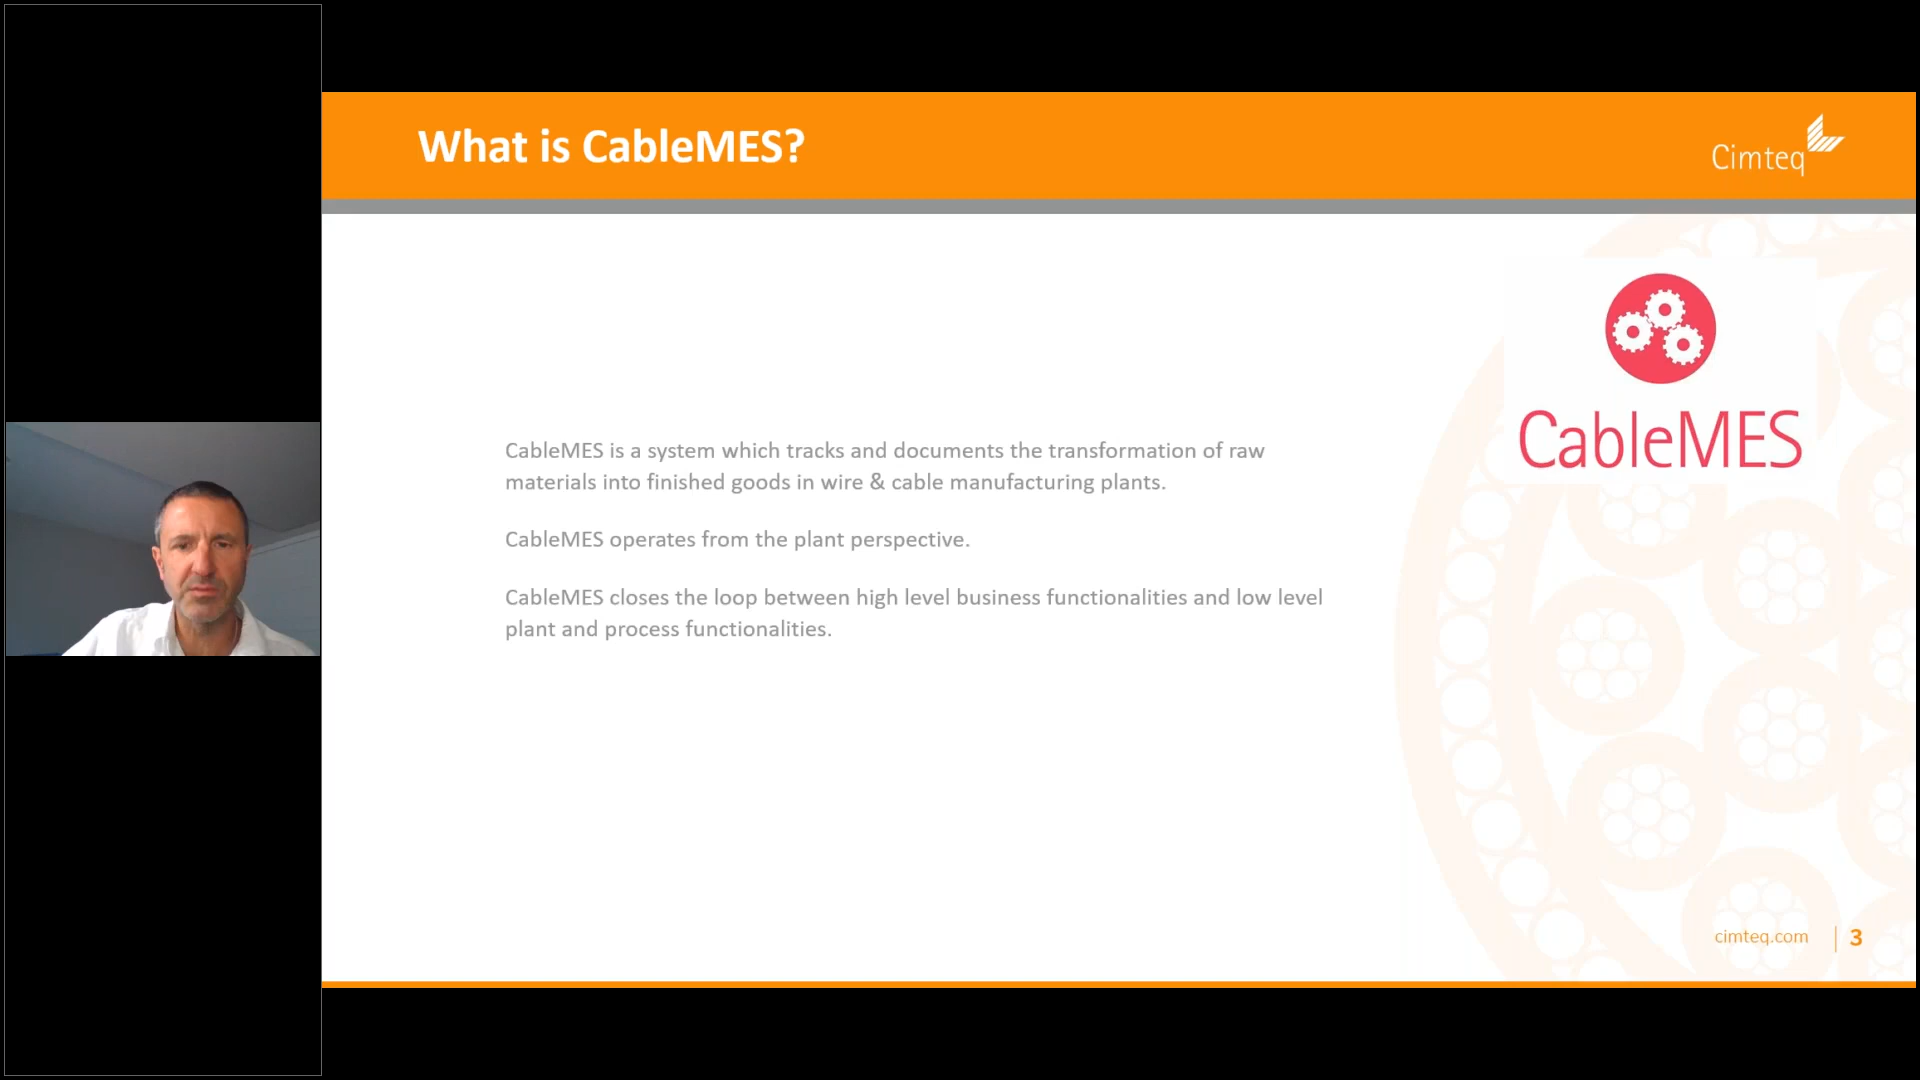 What is CableMES?
Cimteq
CableMES
CableMES is a system which tracks and documents the transformation of raw
materials into finished goods in wire & cable manufacturing plants.
CableMES operates from the plant perspective.
CableMES closes the loop between high level business functionalities and low level
plant and process functionalities.
cimteq.com
3